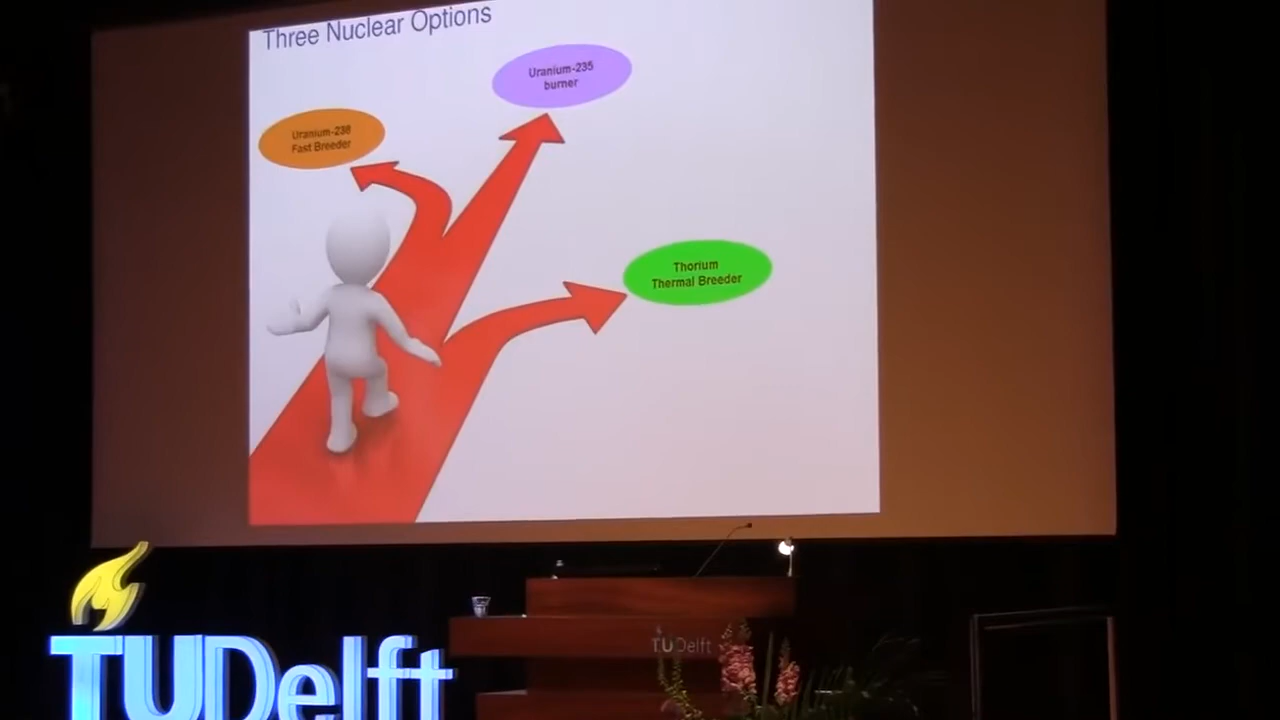 Three Nuclear Options
Uranium-235
burner
Uranium-238
Fast Breeder
Thorium
Thermal Breeder
TUDelft
TUDelft